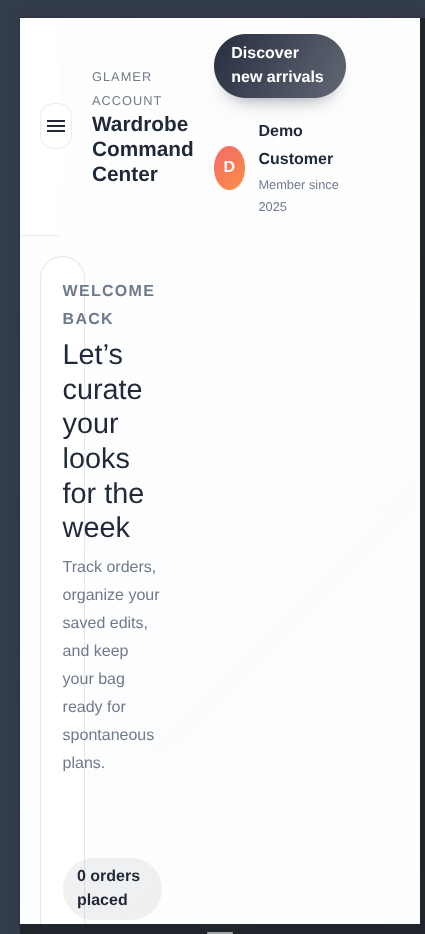 GLAMER
ACCOUNT
Wardrobe
Command
Center
Discover
new arrivals
D
Demo
Customer
Member since
2025
WELCOME
BACK
Let’s
curate
your
looks
for the
week
Track orders,
organize your
saved edits,
and keep
your bag
ready for
spontaneous
plans.
0 orders
placed